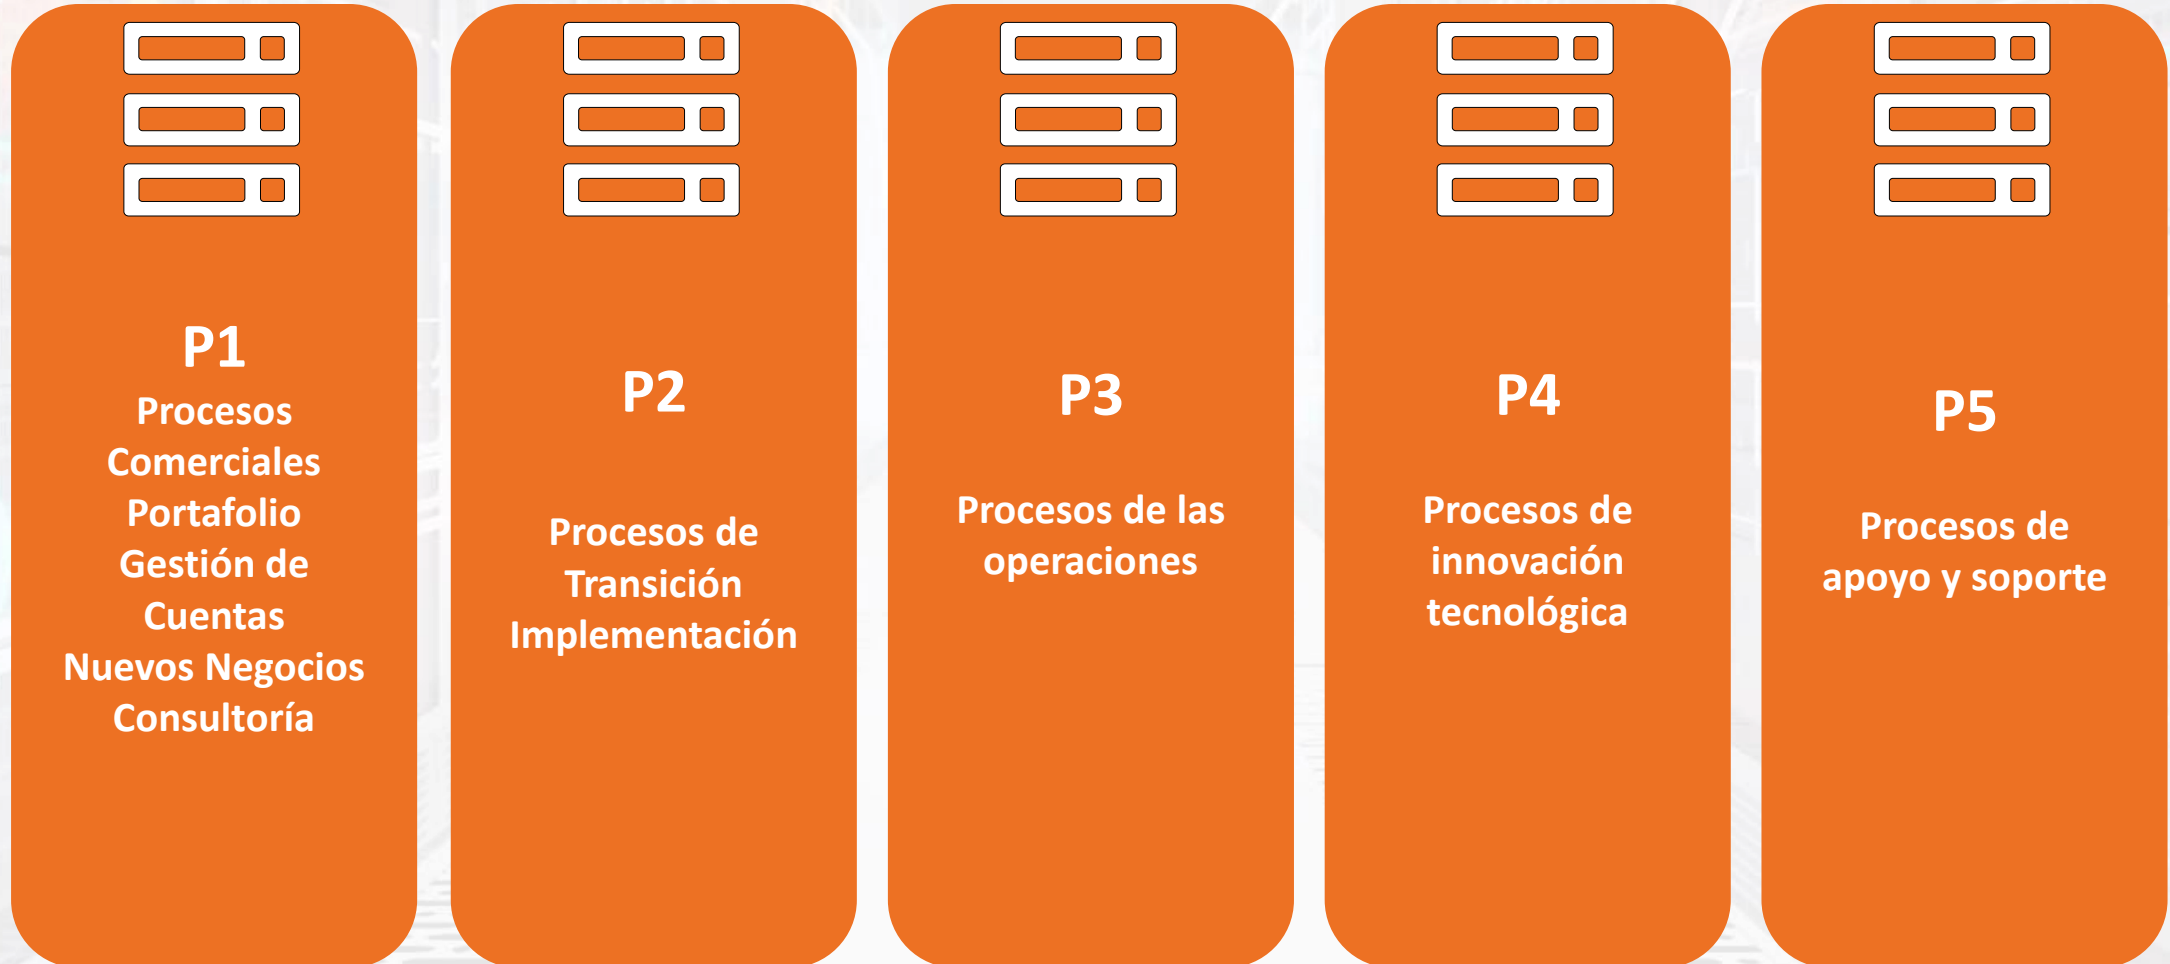 P1
Procesos
Comerciales
Portafolio
Gestión de
Cuentas
Nuevos Negocios
Consultoría
P2
Procesos de
Transición
Implementación
P3
Procesos de las
operaciones
P4
Procesos de
innovación
tecnológica
P5
Procesos de
apoyo y soporte